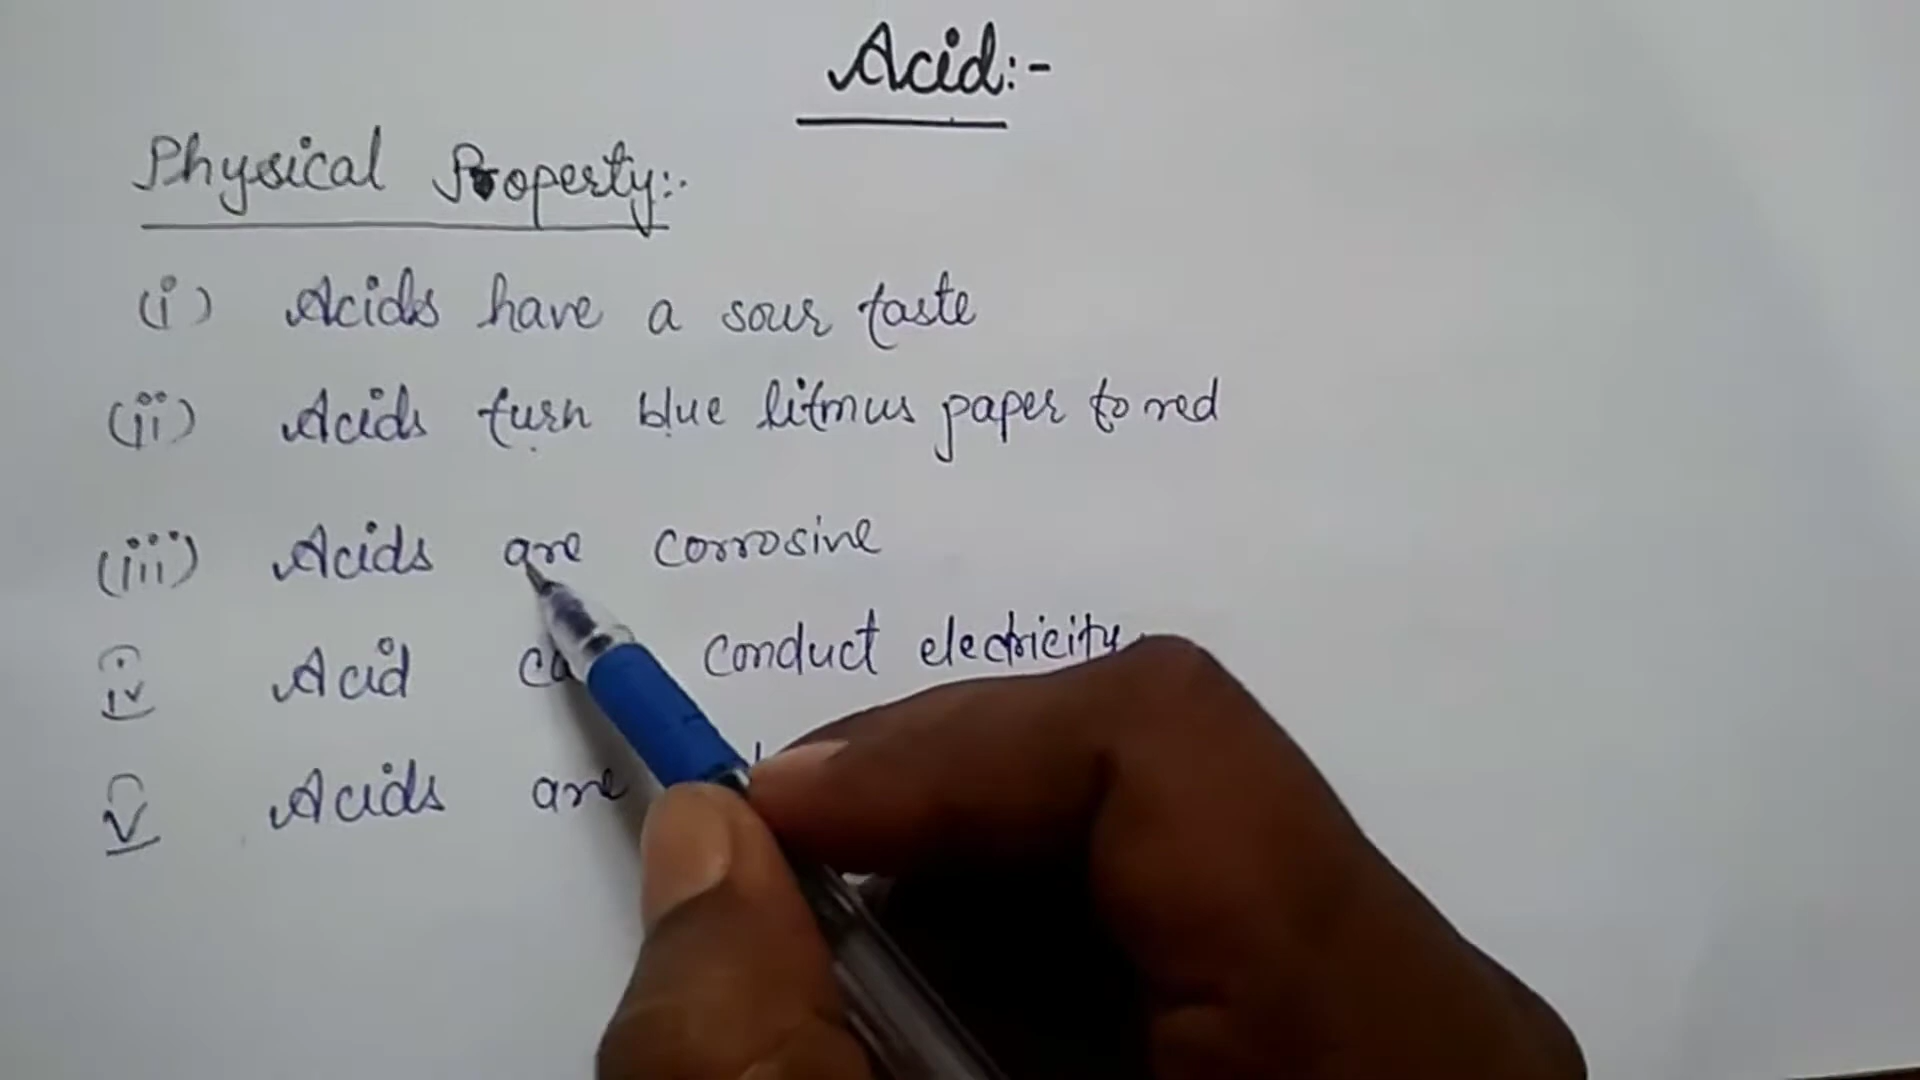 Acid:-
Physical Property:-
(i) Acids have a sour taste
(ii) Acids turn blue litmus paper to red
(iii) Acids are corrosive
iv Acid conduct electricity
v Acids are